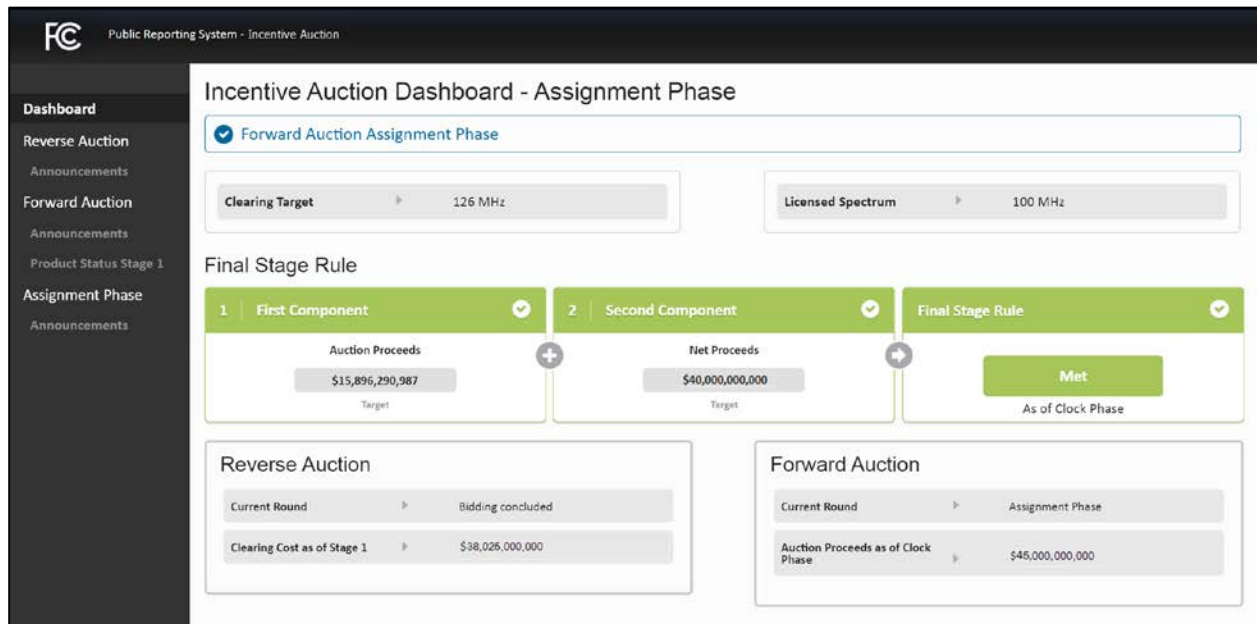 FCC Public Reporting System - Incentive Auction
Dashboard
Reverse Auction
Announcements
Forward Auction
Announcements
Product Status Stage 1
Assignment Phase
Announcements
Incentive Auction Dashboard - Assignment Phase
Forward Auction Assignment Phase
Clearing Target 126 MHz
Licensed Spectrum 100 MHz
Final Stage Rule
1 First Component
Auction Proceeds
$15,896,290,987
Target
2 Second Component
Net Proceeds
$40,000,000,000
Target
Final Stage Rule
Met
As of Clock Phase
Reverse Auction
Current Round Bidding concluded
Clearing Cost as of Stage 1 $38,025,000,000
Forward Auction
Current Round Assignment Phase
Auction Proceeds as of Clock
Phase $45,000,000,000